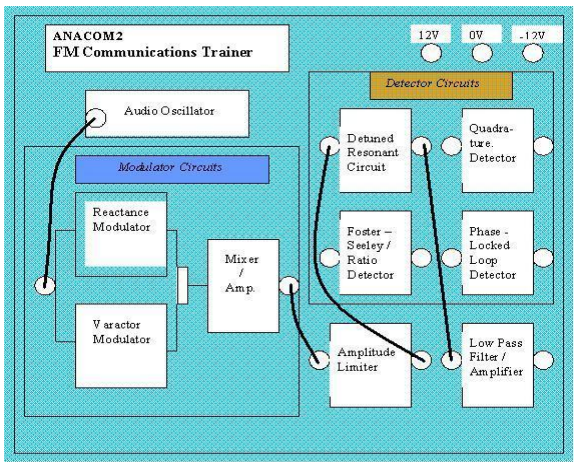 ANACOM2
FM Communications Trainer
12V
0V
-12V
Audio Oscillator
Detector Circuits
Modulator Circuits
Reactance
Modulator
Varactor
Modulator
Mixer
/
Amp.
Detuned
Resonant
Circuit
Quadra-
ture.
Detector
Foster –
Seeley /
Ratio
Detector
Phase -
Locked
Loop
Detector
Amplitude
Limiter
Low Pass
Filter /
Amplifier